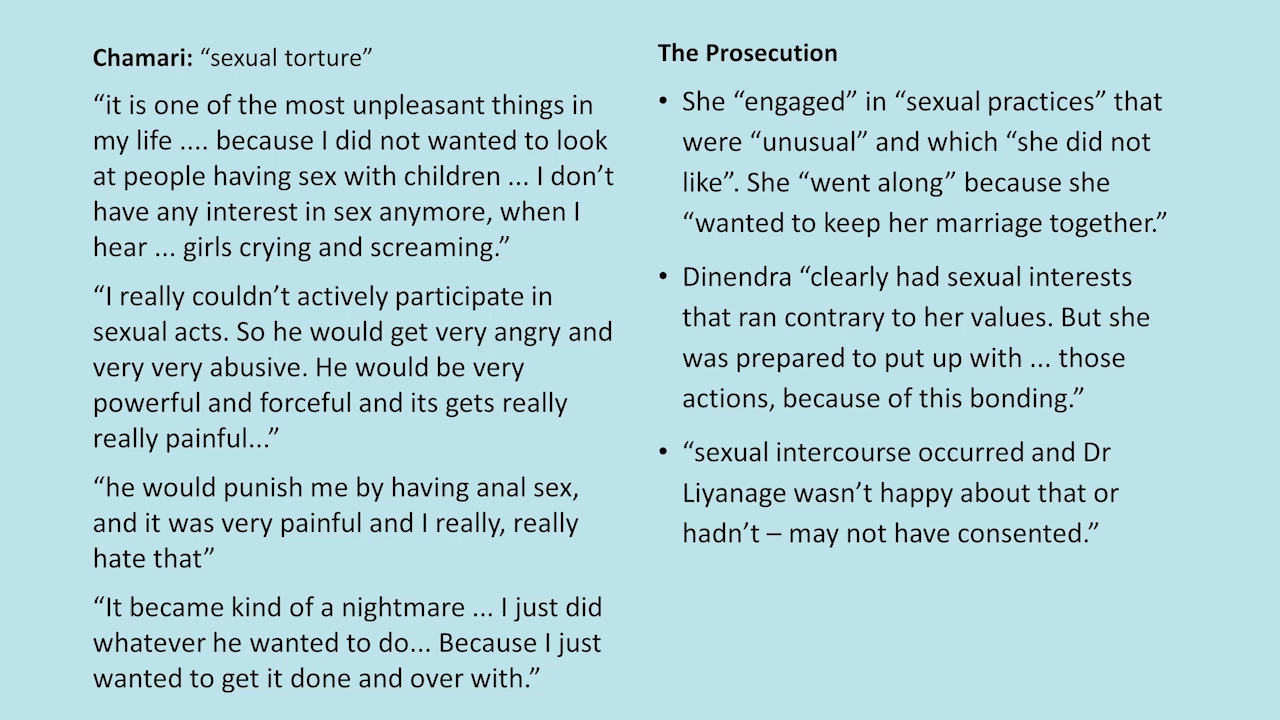 Chamari: “sexual torture”
“it is one of the most unpleasant things in
my life .... because I did not wanted to look
at people having sex with children ... I don’t
have any interest in sex anymore, when I
hear ... girls crying and screaming.”
“I really couldn’t actively participate in
sexual acts. So he would get very angry and
very very abusive. He would be very
powerful and forceful and its gets really
really painful...”
“he would punish me by having anal sex,
and it was very painful and I really, really
hate that”
“It became kind of a nightmare ... I just did
whatever he wanted to do... Because I just
wanted to get it done and over with.”
The Prosecution
• She “engaged” in “sexual practices” that
were “unusual” and which “she did not
like”. She “went along” because she
“wanted to keep her marriage together.”
• Dinendra “clearly had sexual interests
that ran contrary to her values. But she
was prepared to put up with ... those
actions, because of this bonding.”
• “sexual intercourse occurred and Dr
Liyanage wasn’t happy about that or
hadn’t – may not have consented.”